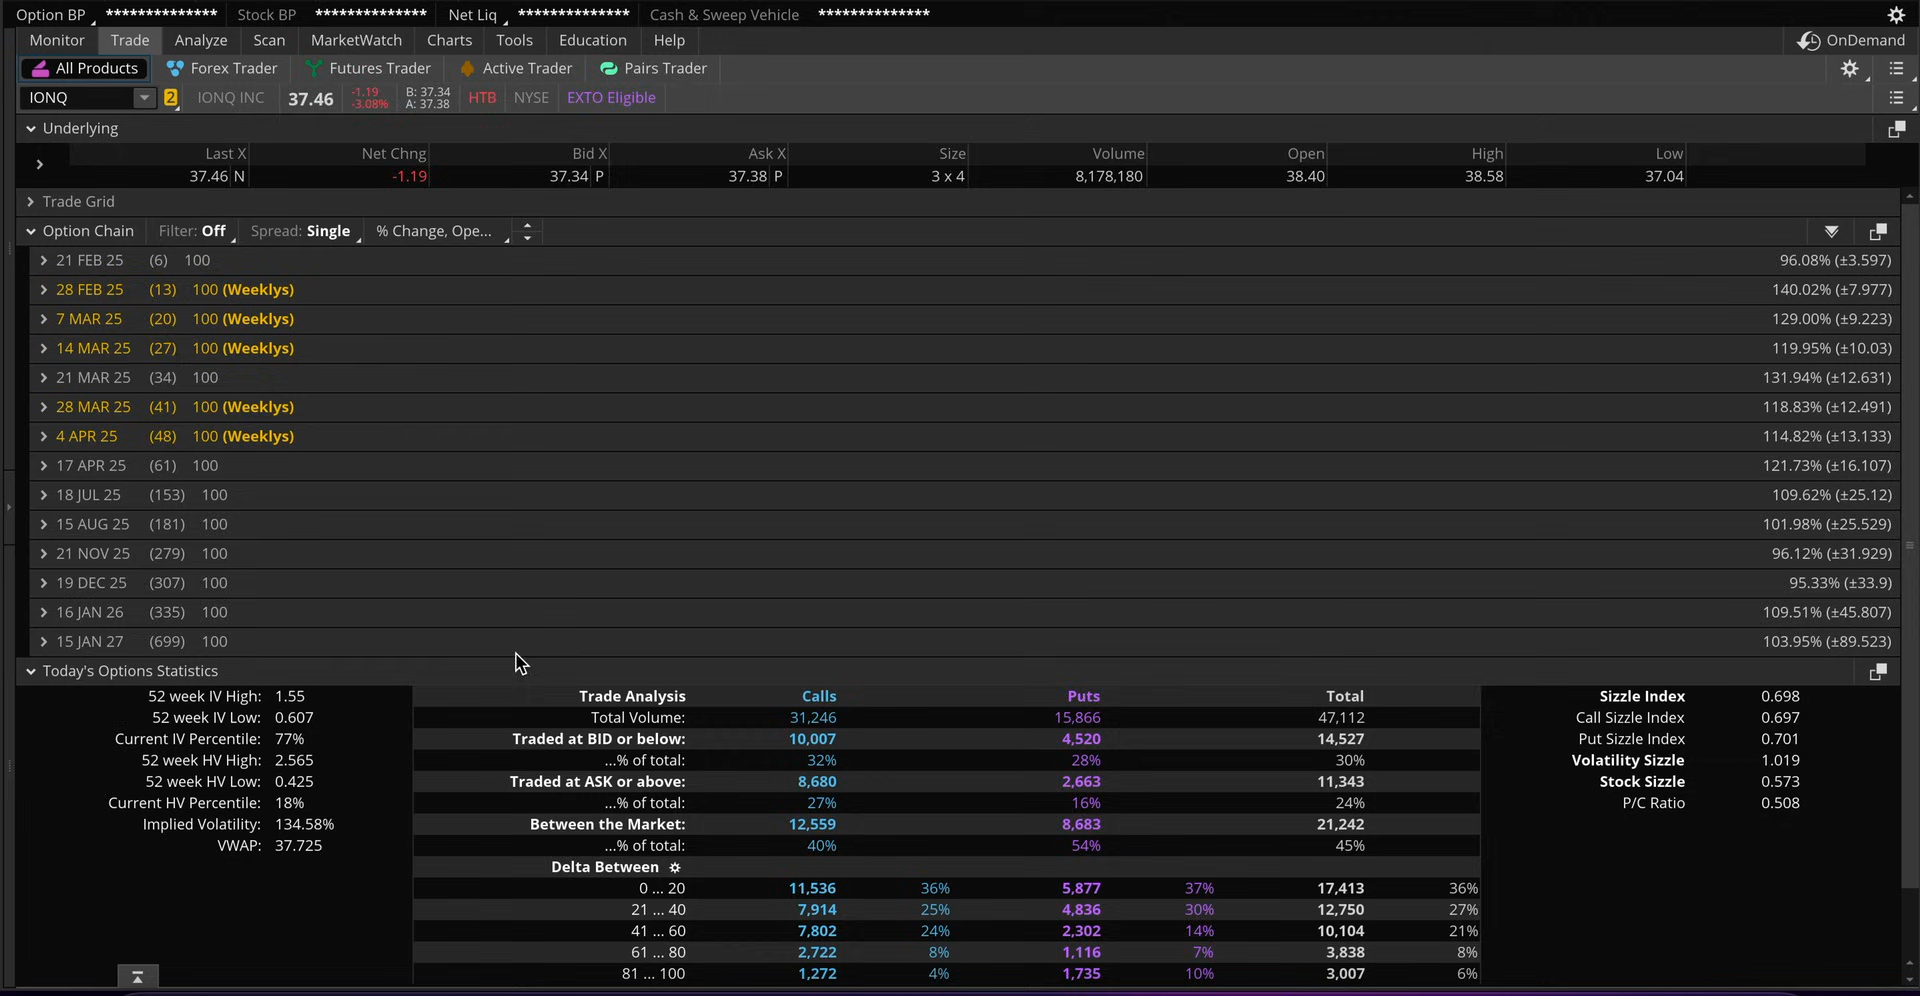 Option BP ************* Stock BP ************* Net Liq ************* Cash & Sweep Vehicle *************
Monitor Trade Analyze Scan MarketWatch Charts Tools Education Help OnDemand
All Products Forex Trader Futures Trader Active Trader Pairs Trader
IONQ 2 IONQ INC 37.46 -1.19 -3.08% B: 37.34 A: 37.38 HTB NYSE EXTO Eligible
Underlying
Last X Net Chng Bid X Ask X Size Volume Open High Low
37.46 N -1.19 37.34 P 37.38 P 3 x 4 8,178,180 38.40 38.58 37.04
Trade Grid
Option Chain Filter: Off Spread: Single % Change, Ope...
21 FEB 25 (6) 100 96.08% (±3.597)
28 FEB 25 (13) 100 (Weeklys) 140.02% (±7.977)
7 MAR 25 (20) 100 (Weeklys) 129.00% (±9.223)
14 MAR 25 (27) 100 (Weeklys) 119.95% (±10.03)
21 MAR 25 (34) 100 131.94% (±12.631)
28 MAR 25 (41) 100 (Weeklys) 118.83% (±12.491)
4 APR 25 (48) 100 (Weeklys) 114.82% (±13.133)
17 APR 25 (61) 100 121.73% (±16.107)
18 JUL 25 (153) 100 109.62% (±25.12)
15 AUG 25 (181) 100 101.98% (±25.529)
21 NOV 25 (279) 100 96.12% (±31.929)
19 DEC 25 (307) 100 95.33% (±33.9)
16 JAN 26 (335) 100 109.51% (±45.807)
15 JAN 27 (699) 100 103.95% (±89.523)
Today's Options Statistics
52 week IV High: 1.55 Trade Analysis Calls Puts Total Sizzle Index 0.698
52 week IV Low: 0.607 Total Volume: 31,246 15,866 47,112 Call Sizzle Index 0.697
Current IV Percentile: 77% Traded at BID or below: 10,007 4,520 14,527 Put Sizzle Index 0.701
52 week HV High: 2.565 ...% of total: 32% 28% 30% Volatility Sizzle 1.019
52 week HV Low: 0.425 Traded at ASK or above: 8,680 2,663 11,343 Stock Sizzle 0.573
Current HV Percentile: 18% ...% of total: 27% 16% 24% P/C Ratio 0.508
Implied Volatility: 134.58% Between the Market: 12,559 8,683 21,242
VWAP: 37.725 ...% of total: 40% 54% 45%
Delta Between
0 ... 20 11,536 36% 5,877 37% 17,413 36%
21 ... 40 7,914 25% 4,836 30% 12,750 27%
41 ... 60 7,802 24% 2,302 14% 10,104 21%
61 ... 80 2,722 8% 1,116 7% 3,838 8%
81 ... 100 1,272 4% 1,735 10% 3,007 6%